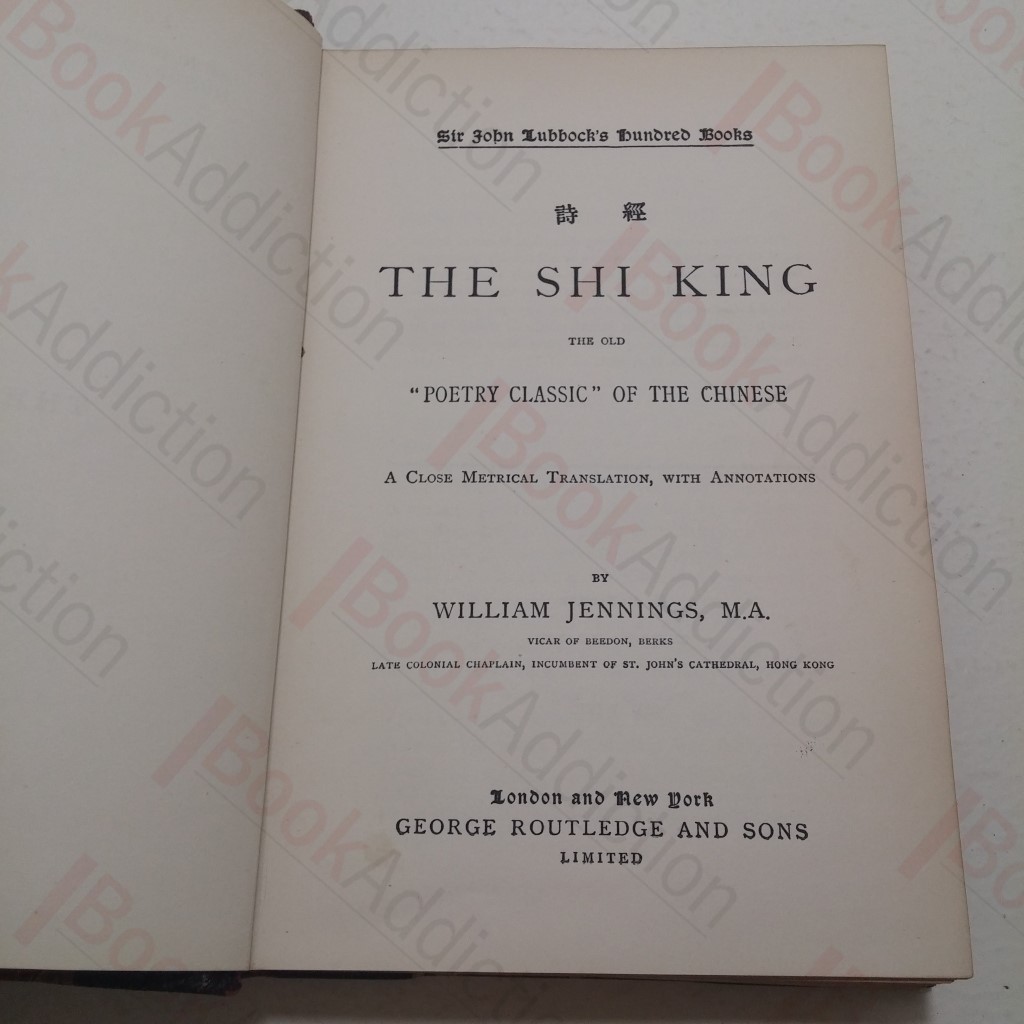 Sir John Lubbock's Hundred Books
詩 經
THE SHI KING
THE OLD
"POETRY CLASSIC" OF THE CHINESE
A CLOSE METRICAL TRANSLATION, WITH ANNOTATIONS
BY
WILLIAM JENNINGS, M.A.
VICAR OF BEEDON, BERKS
LATE COLONIAL CHAPLAIN, INCUMBENT OF ST. JOHN'S CATHEDRAL, HONG KONG
London and New York
GEORGE ROUTLEDGE AND SONS
LIMITED
BookAddiction